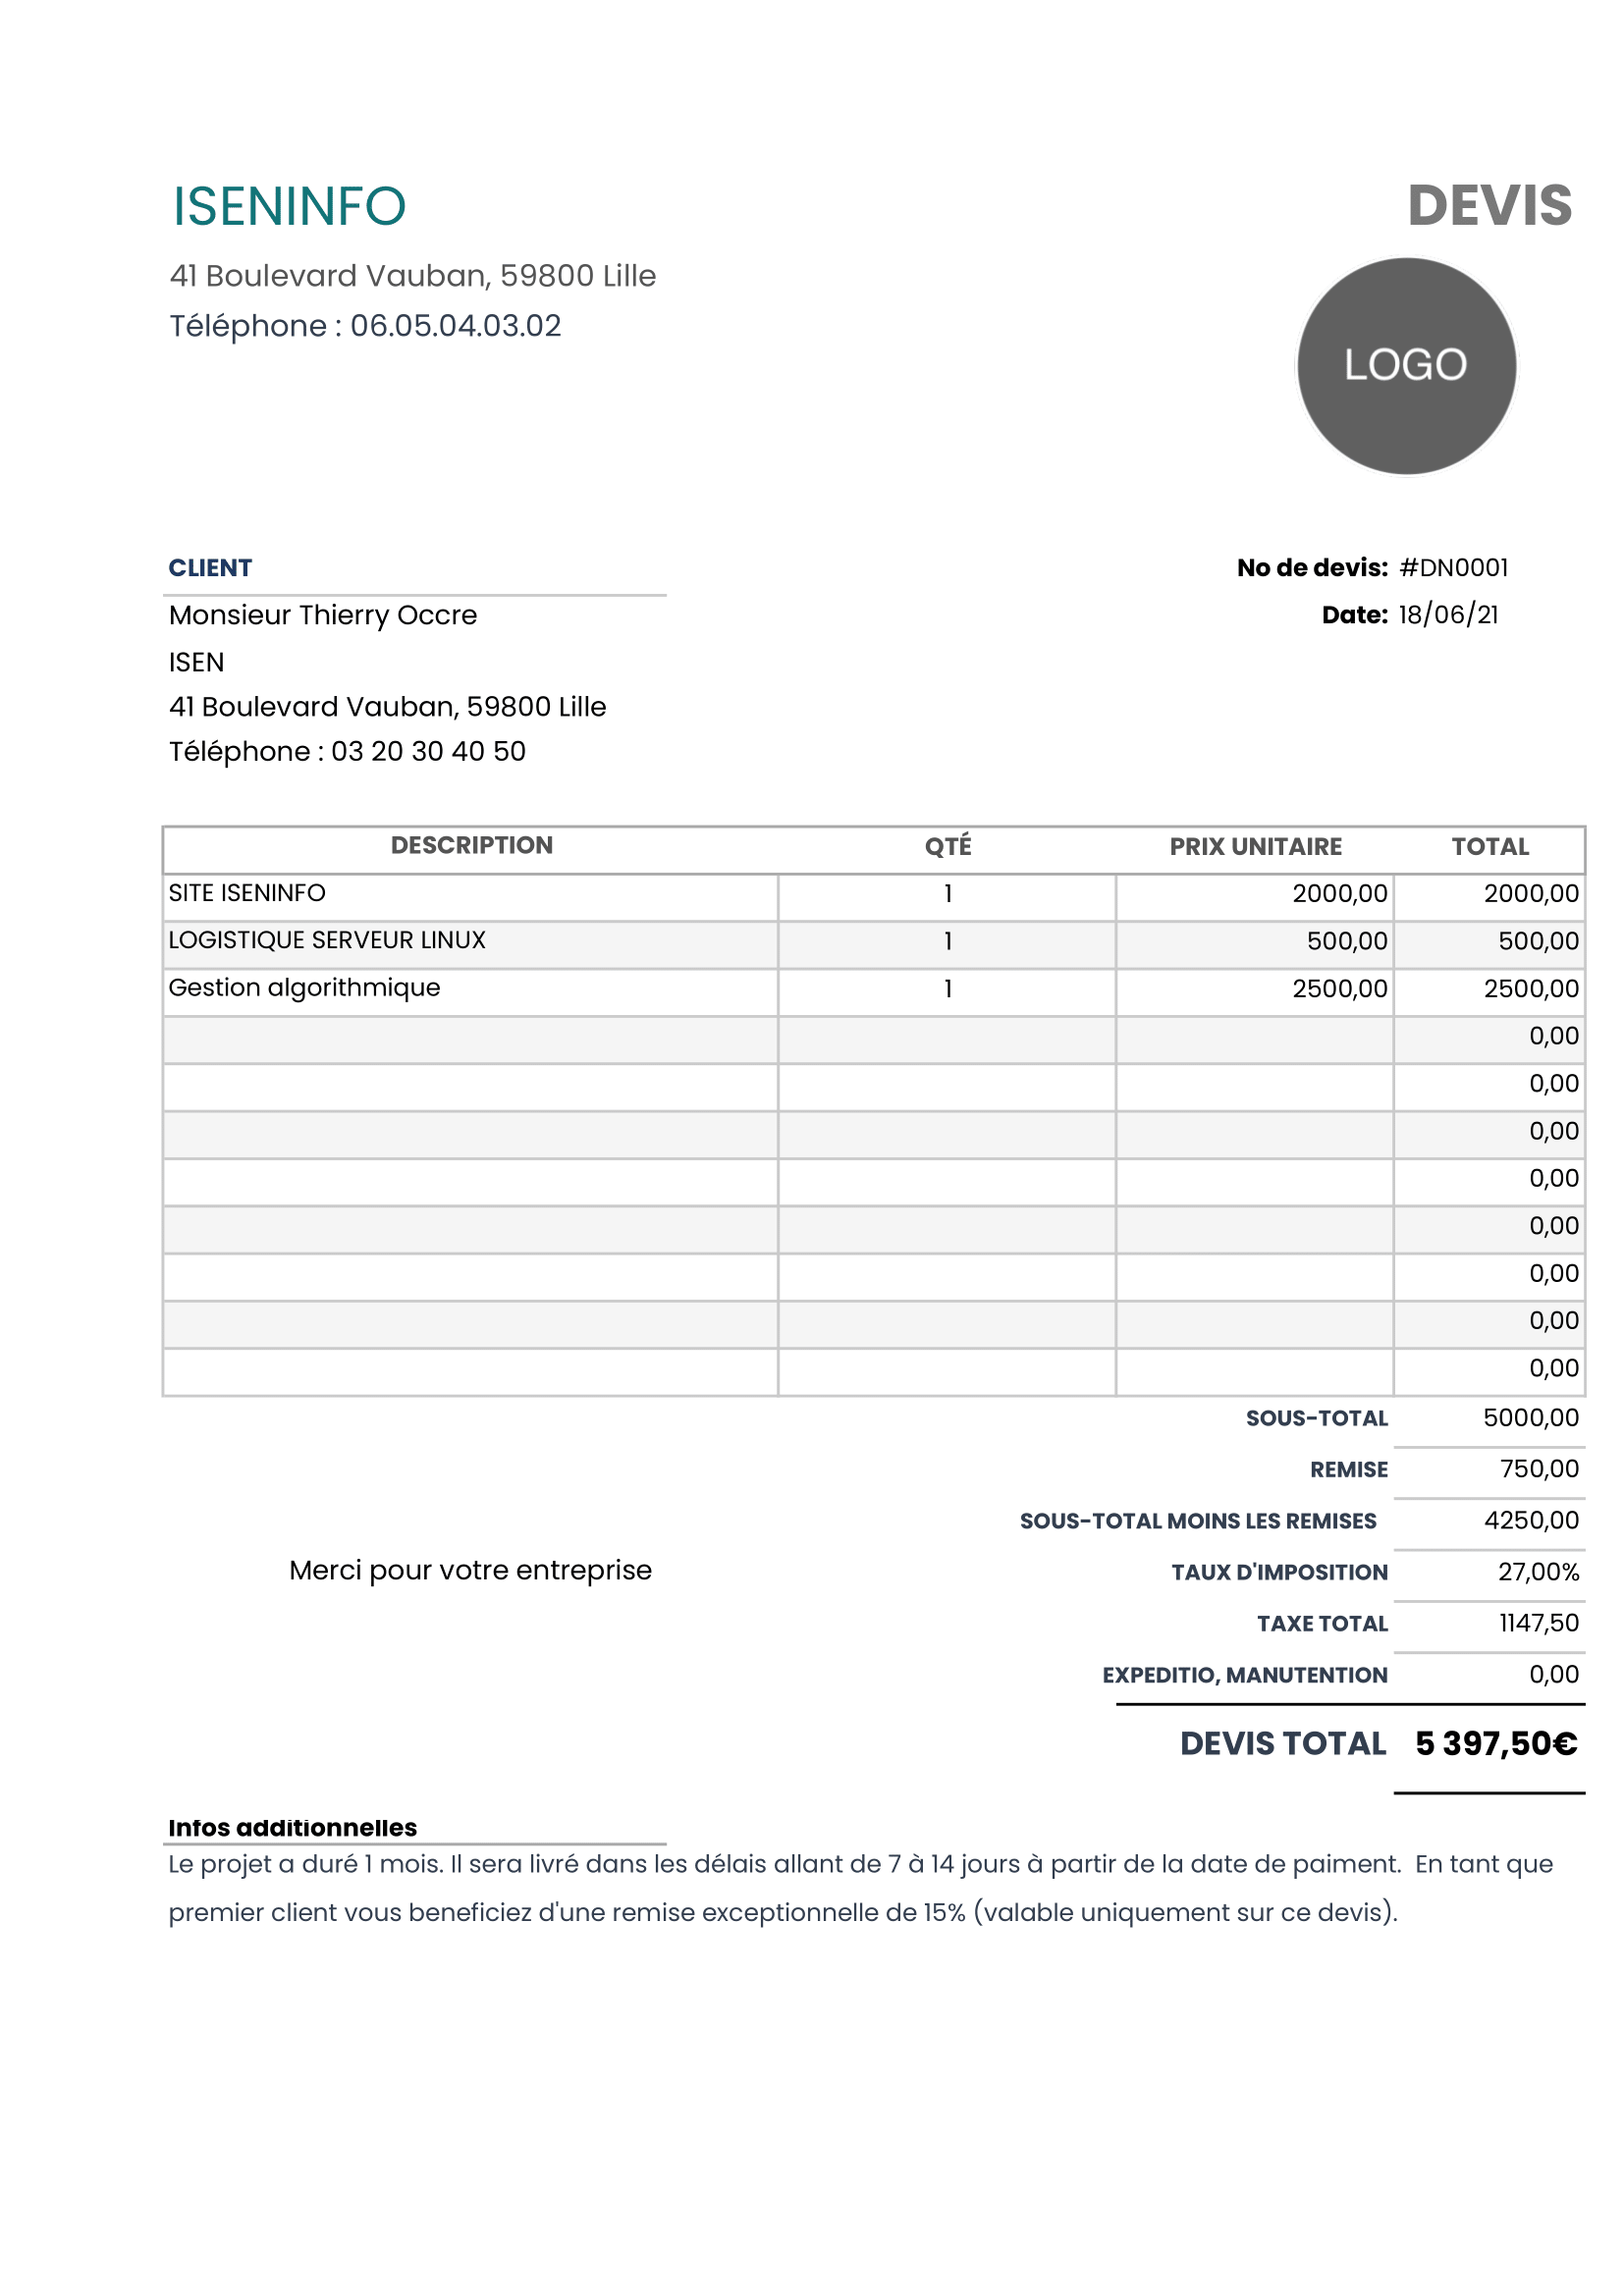 ISENINFO
DEVIS
41 Boulevard Vauban, 59800 Lille
Téléphone : 06.05.04.03.02
LOGO
CLIENT
No de devis: #DN0001
Monsieur Thierry Occre
Date: 18/06/21
ISEN
41 Boulevard Vauban, 59800 Lille
Téléphone : 03 20 30 40 50
DESCRIPTION QTÉ PRIX UNITAIRE TOTAL
SITE ISENINFO 1 2000,00 2000,00
LOGISTIQUE SERVEUR LINUX 1 500,00 500,00
Gestion algorithmique 1 2500,00 2500,00
0,00
0,00
0,00
0,00
0,00
0,00
0,00
0,00
SOUS-TOTAL 5000,00
REMISE 750,00
SOUS-TOTAL MOINS LES REMISES 4250,00
Merci pour votre entreprise
TAUX D'IMPOSITION 27,00%
TAXE TOTAL 1147,50
EXPEDITIO, MANUTENTION 0,00
DEVIS TOTAL 5 397,50€
Infos additionnelles
Le projet a duré 1 mois. Il sera livré dans les délais allant de 7 à 14 jours à partir de la date de paiment. En tant que
premier client vous beneficiez d'une remise exceptionnelle de 15% (valable uniquement sur ce devis).